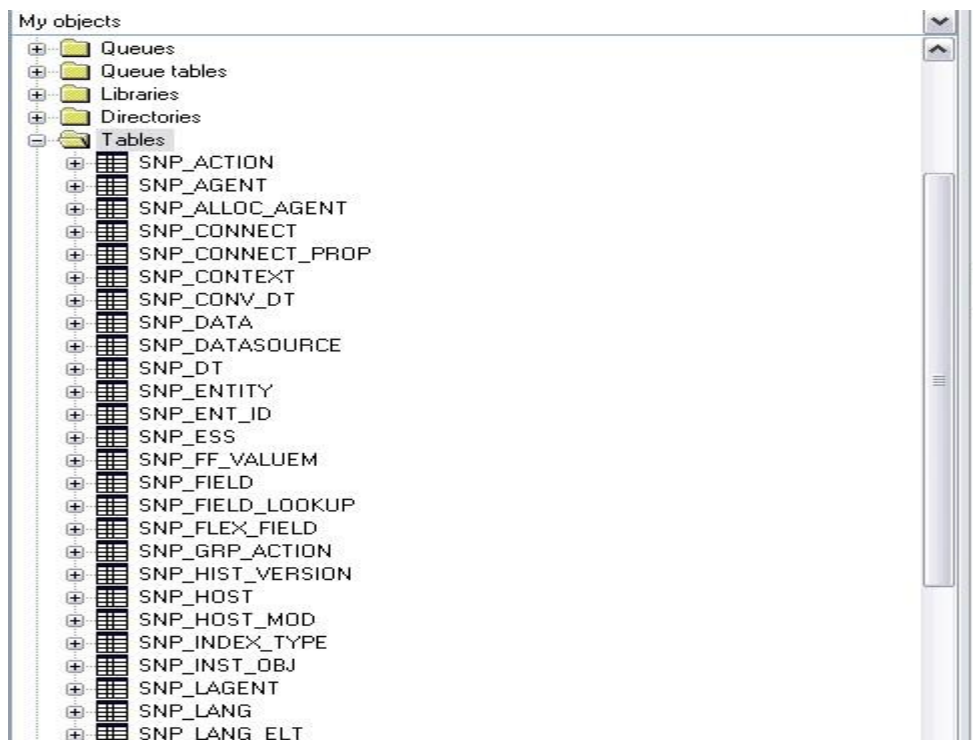 My objects
Queues
Queue tables
Libraries
Directories
Tables
SNP_ACTION
SNP_AGENT
SNP_ALLOC_AGENT
SNP_CONNECT
SNP_CONNECT_PROP
SNP_CONTEXT
SNP_CONV_DT
SNP_DATA
SNP_DATASOURCE
SNP_DT
SNP_ENTITY
SNP_ENT_ID
SNP_ESS
SNP_FF_VALUEM
SNP_FIELD
SNP_FIELD_LOOKUP
SNP_FLEX_FIELD
SNP_GRP_ACTION
SNP_HIST_VERSION
SNP_HOST
SNP_HOST_MOD
SNP_INDEX_TYPE
SNP_INST_OBJ
SNP_LAGENT
SNP_LANG
SNP_LANG_ELT